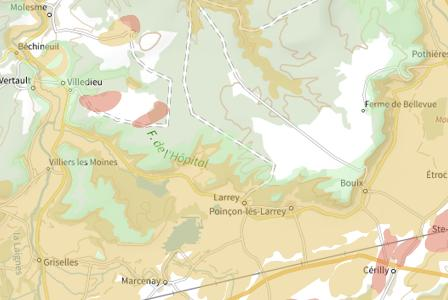 Molesme
Béchineuil
Pothières
Vertault
Villedieu
Ferme de Bellevue
F. de l'Hôpital
Villiers les Moines
Étroc
Bouix
Larrey
Poinçon-lès-Larrey
Ste-
la Laignes
Griselles
Cérilly
Marcenay